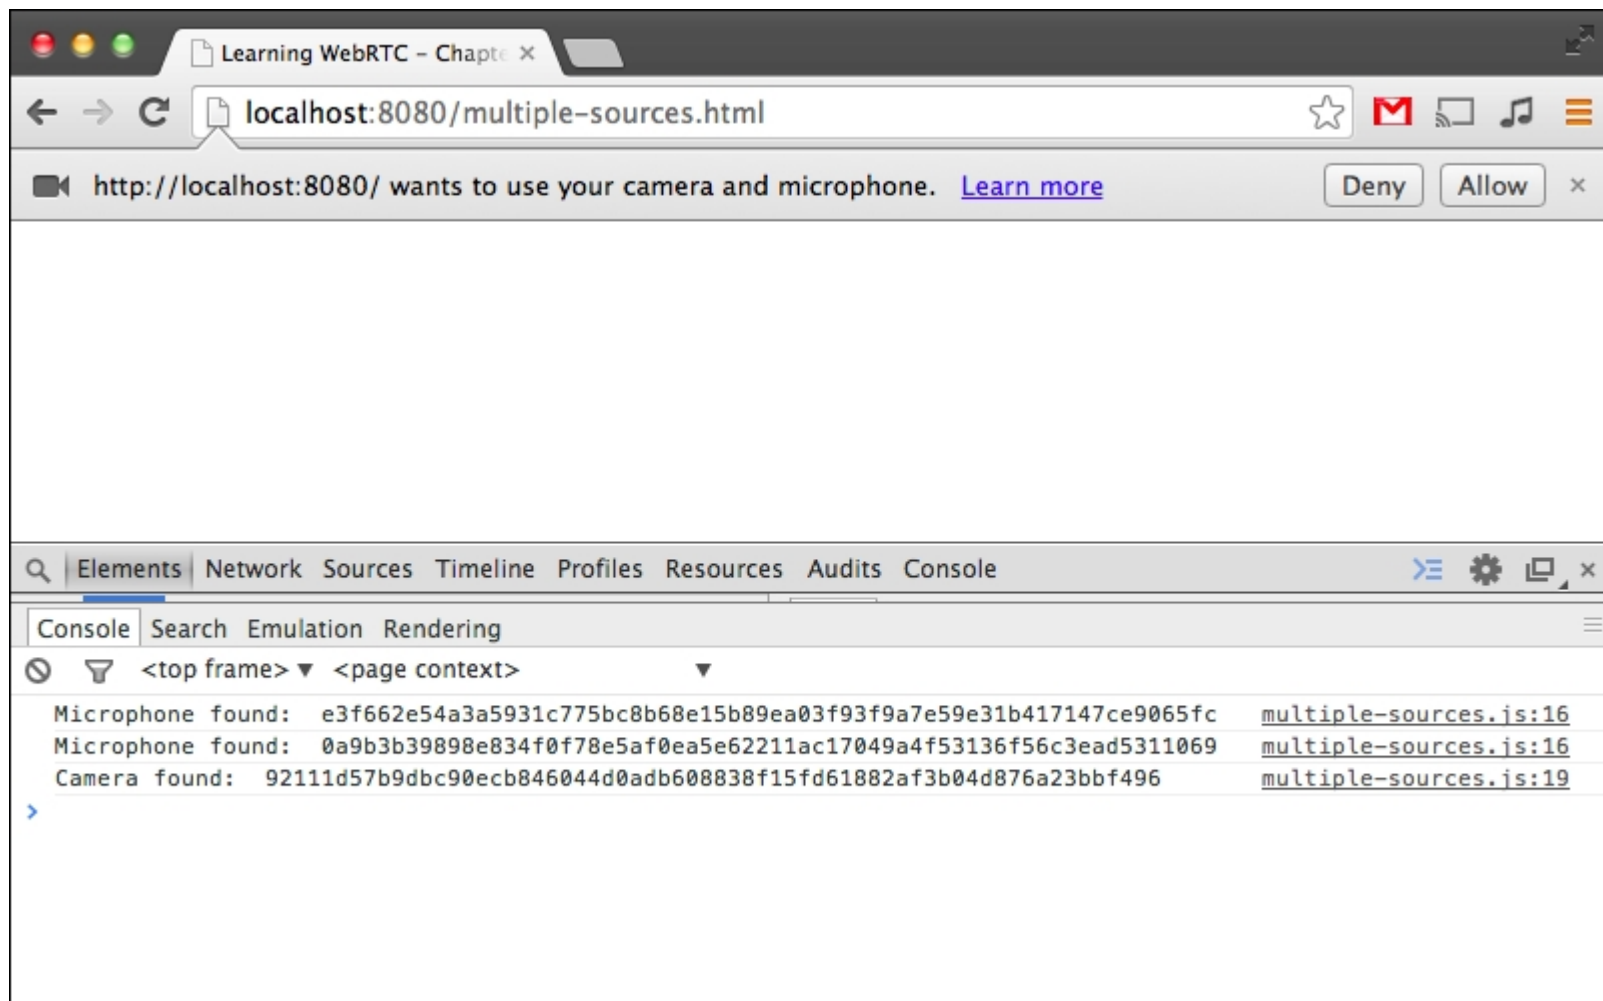 Learning WebRTC – Chapte
localhost:8080/multiple-sources.html
http://localhost:8080/ wants to use your camera and microphone. Learn more Deny Allow
Elements Network Sources Timeline Profiles Resources Audits Console
Console Search Emulation Rendering
<top frame> <page context>
Microphone found: e3f662e54a3a5931c775bc8b68e15b89ea03f93f9a7e59e31b417147ce9065fc multiple-sources.js:16
Microphone found: 0a9b3b39898e834f0f78e5af0ea5e62211ac17049a4f53136f56c3ead5311069 multiple-sources.js:16
Camera found: 92111d57b9dbc90ecb846044d0adb608838f15fd61882af3b04d876a23bbf496 multiple-sources.js:19